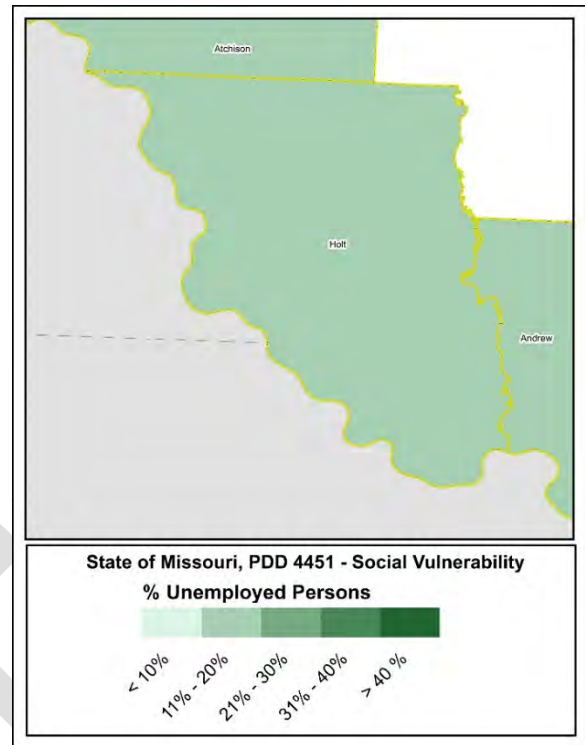 Atchison
Holt
Andrew
State of Missouri, PDD 4451 - Social Vulnerability
% Unemployed Persons
< 10%
11% - 20%
21% - 30%
31% - 40%
> 40 %